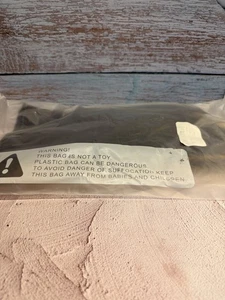 WARNING!
THIS BAG IS NOT A TOY
PLASTIC BAG CAN BE DANGEROUS
TO AVOID DANGER OF SUFFOCATION KEEP
THIS BAG AWAY FROM BABIES AND CHILDREN